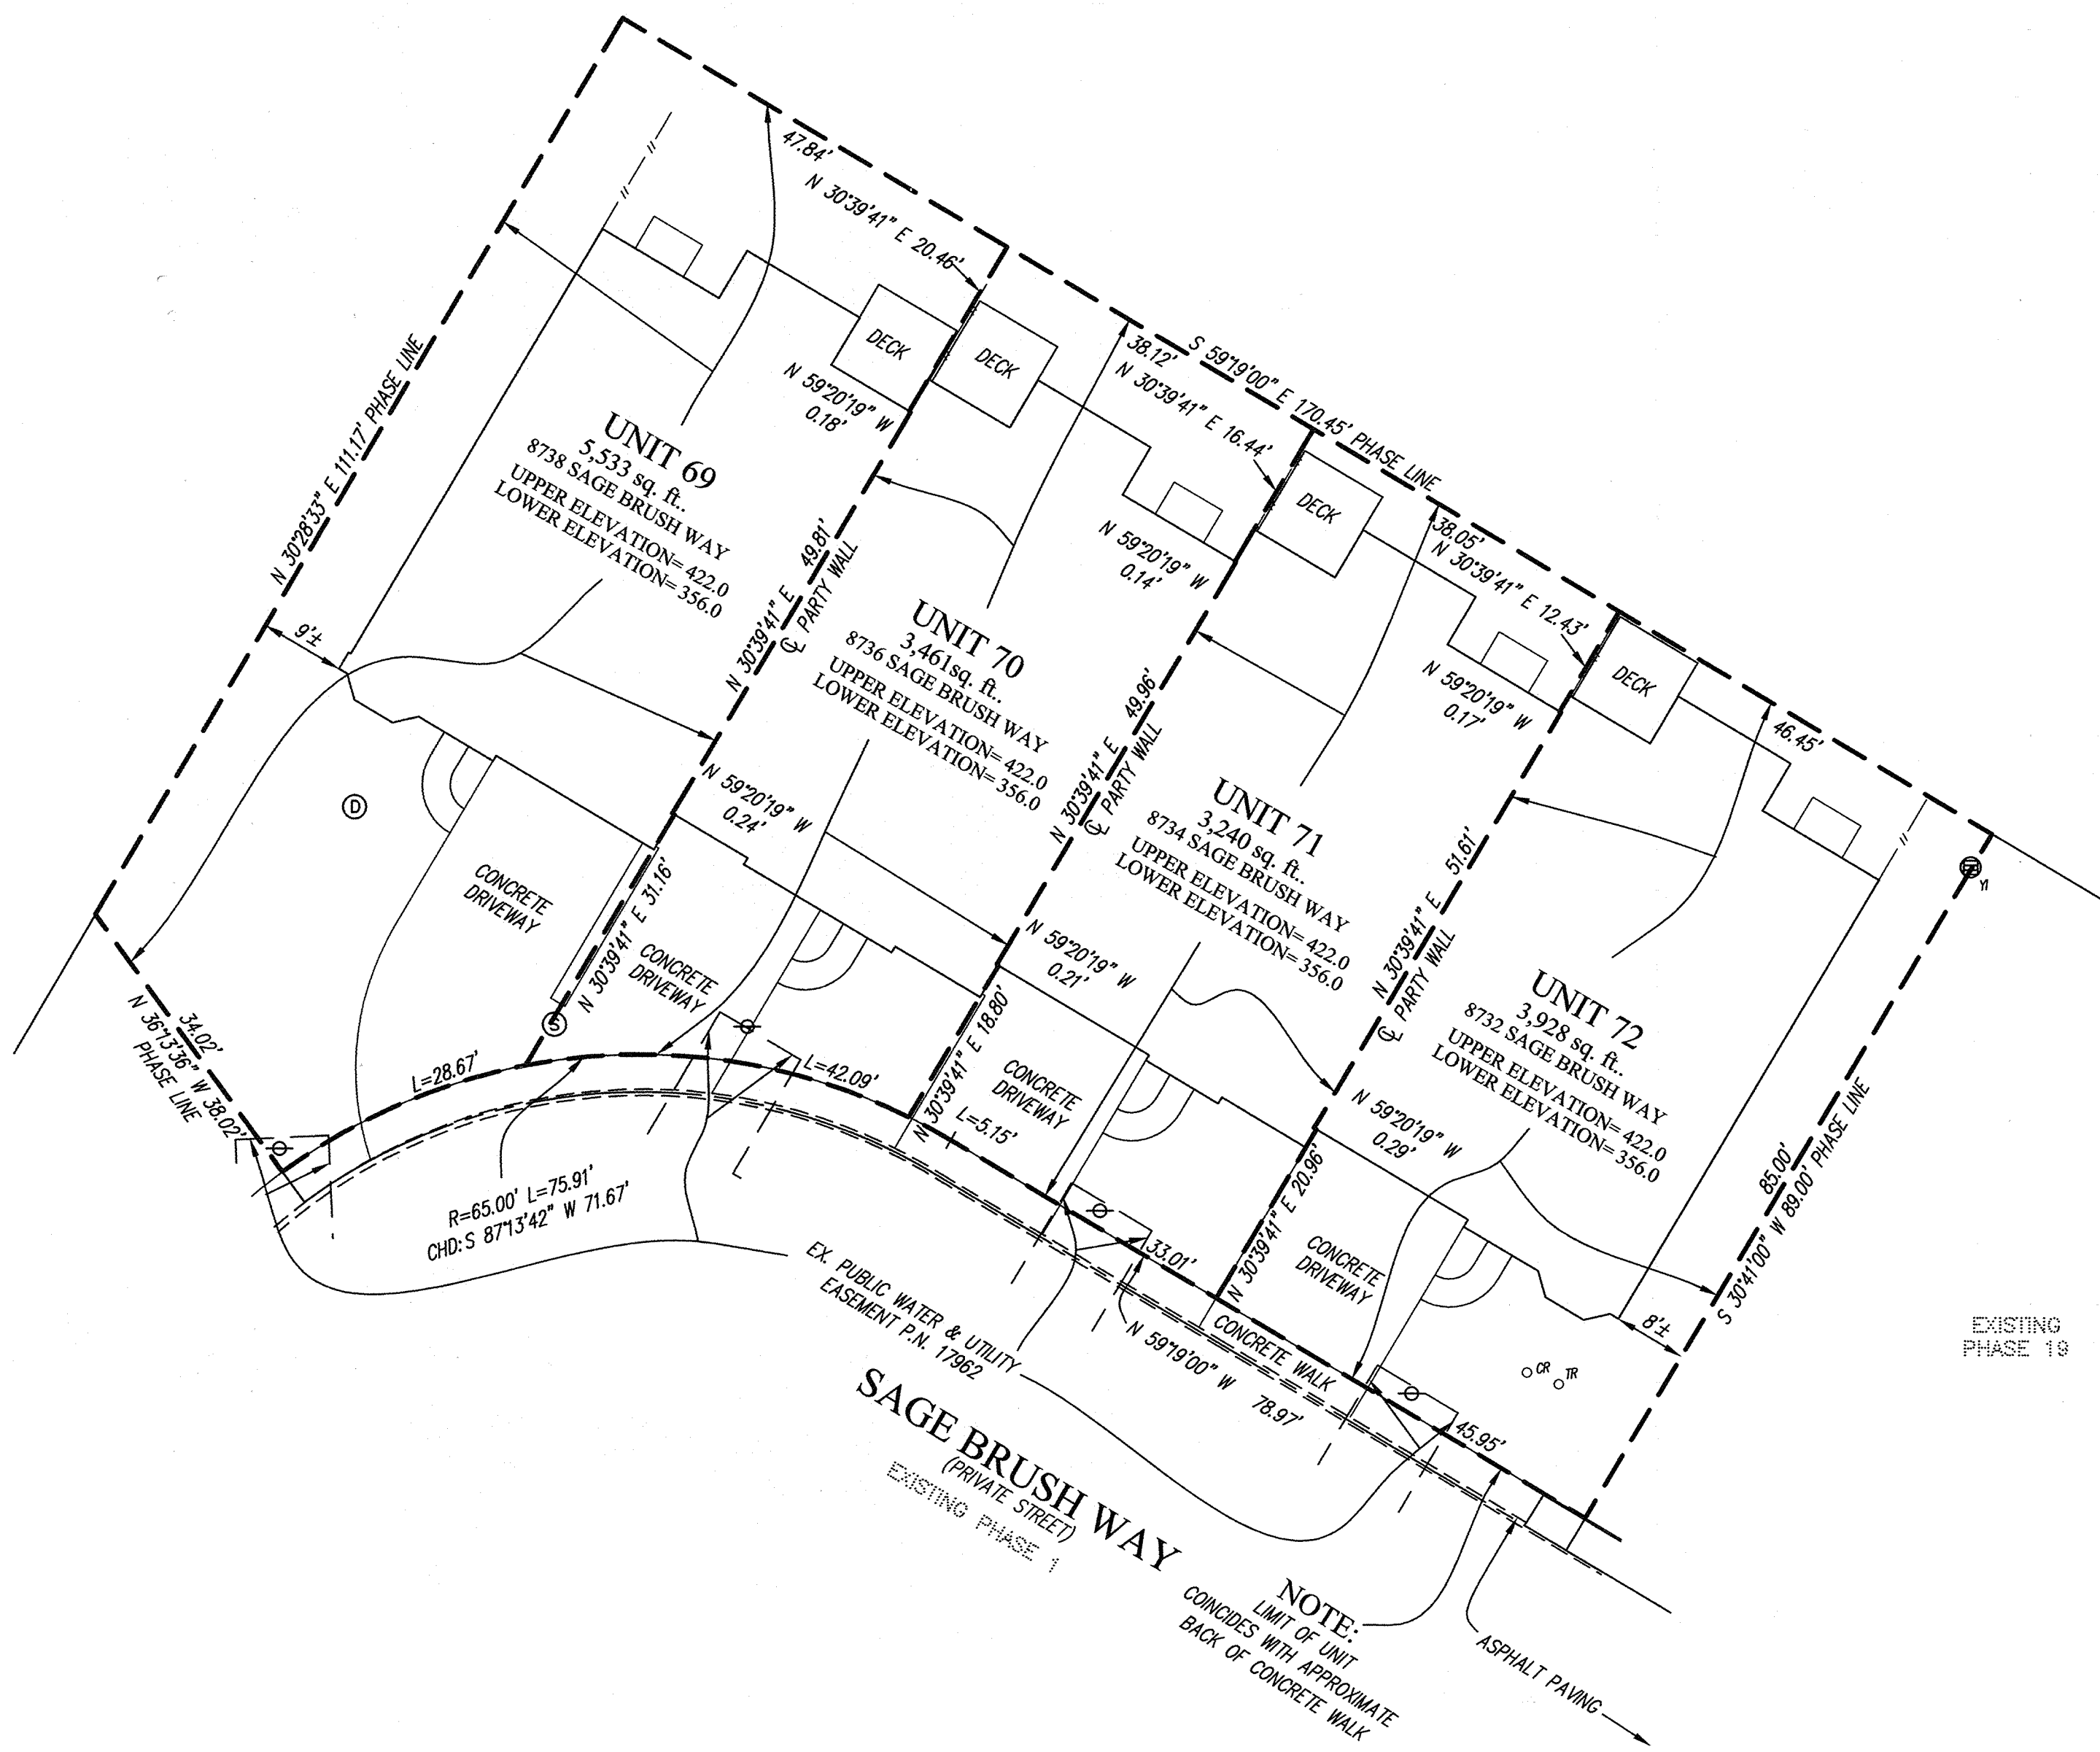 47.84'
N 30°39'41" E 20.46'
S 59°19'00" E 170.45' PHASE LINE
38.12'
N 30°39'41" E 16.44'
38.05'
N 30°39'41" E 12.43'
46.45'
DECK
DECK
DECK
DECK
N 59°20'19" W
0.18'
N 59°20'19" W
0.14'
N 59°20'19" W
0.17'
N 30°28'33" E 111.17' PHASE LINE
UNIT 69
5,533 sq. ft..
8738 SAGE BRUSH WAY
UPPER ELEVATION= 422.0
LOWER ELEVATION= 356.0
N 30°39'41" E 49.81'
℄ PARTY WALL
UNIT 70
3,461sq. ft..
8736 SAGE BRUSH WAY
UPPER ELEVATION= 422.0
LOWER ELEVATION= 356.0
N 30°39'41" E 49.96'
℄ PARTY WALL
UNIT 71
3,240 sq. ft..
8734 SAGE BRUSH WAY
UPPER ELEVATION= 422.0
LOWER ELEVATION= 356.0
N 30°39'41" E 51.61'
℄ PARTY WALL
UNIT 72
3,928 sq. ft..
8732 SAGE BRUSH WAY
UPPER ELEVATION= 422.0
LOWER ELEVATION= 356.0
85.00'
S 30°41'00" W 89.00' PHASE LINE
9'±
D
CONCRETE
DRIVEWAY
N 59°20'19" W
0.24'
N 30°39'41" E 31.16'
S
CONCRETE
DRIVEWAY
N 59°20'19" W
0.21'
N 30°39'41" E 18.80'
CONCRETE
DRIVEWAY
N 59°20'19" W
0.29'
N 30°39'41" E 20.96'
CONCRETE
DRIVEWAY
8'±
CR
TR
34.02'
N 36°13'36" W 38.02'
PHASE LINE
L=28.67'
L=42.09'
L=5.15'
33.01'
45.95'
R=65.00' L=75.91'
CHD: S 87°13'42" W 71.67'
EX. PUBLIC WATER & UTILITY
EASEMENT P.N. 17962
CONCRETE WALK
N 59°19'00" W 78.97'
SAGE BRUSH WAY
(PRIVATE STREET)
EXISTING PHASE 1
EXISTING
PHASE 19
NOTE:
LIMIT OF UNIT
COINCIDES WITH APPROXIMATE
BACK OF CONCRETE WALK
ASPHALT PAVING